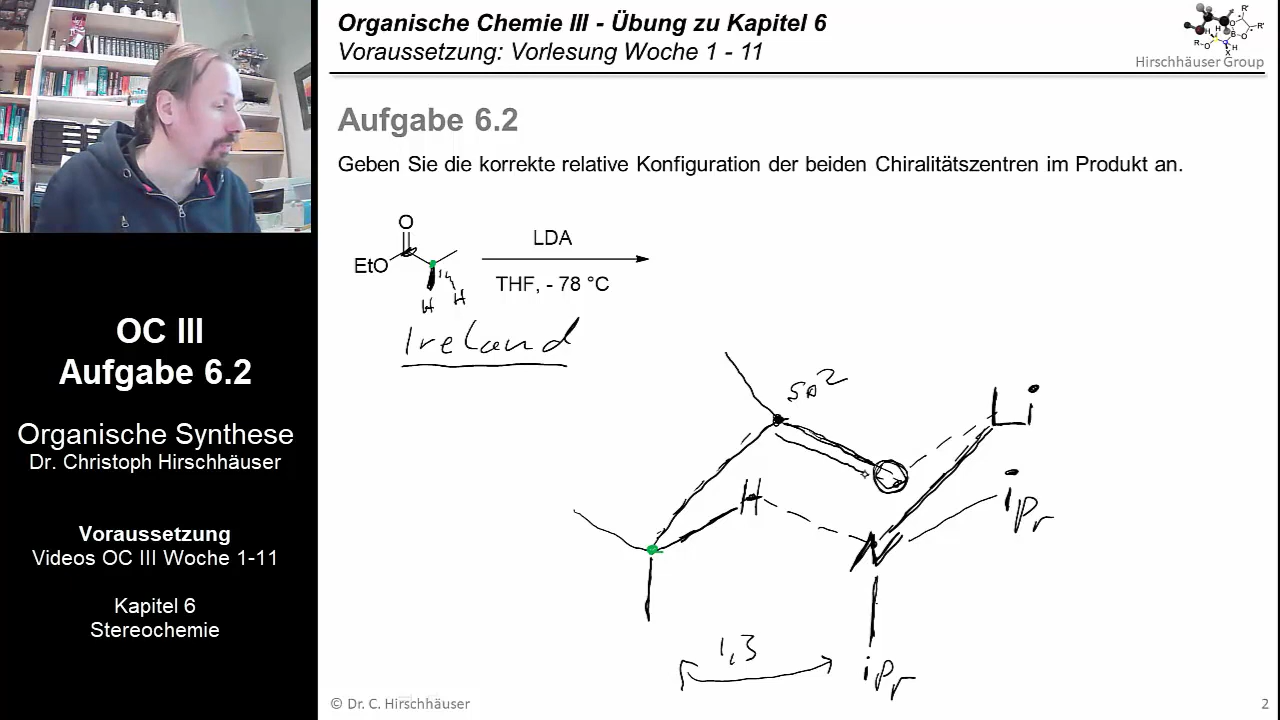 Organische Chemie III - Übung zu Kapitel 6
Voraussetzung: Vorlesung Woche 1 - 11
Hirschhäuser Group
Aufgabe 6.2
Geben Sie die korrekte relative Konfiguration der beiden Chiralitätszentren im Produkt an.
O
EtO
H H
LDA
THF, - 78 °C
Ireland
OC III
Aufgabe 6.2
Organische Synthese
Dr. Christoph Hirschhäuser
Voraussetzung
Videos OC III Woche 1-11
Kapitel 6
Stereochemie
sp2
Li
O
H
iPr
N
1,3
iPr
© Dr. C. Hirschhäuser
2